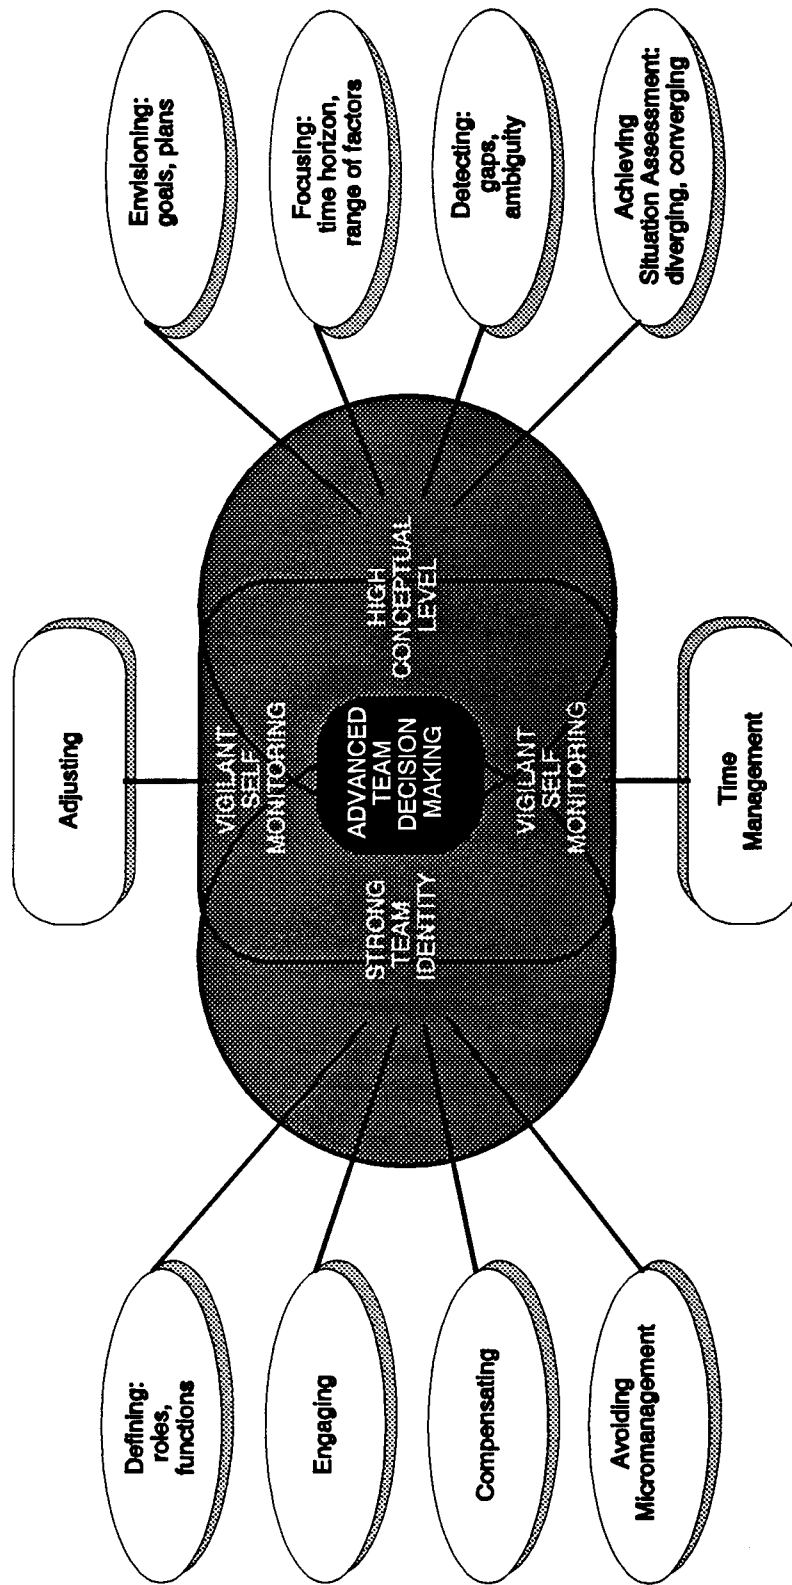 Adjusting
Defining:
roles,
functions
Engaging
Compensating
Avoiding
Micromanagement
VIGILANT
SELF
MONITORING
STRONG
TEAM
IDENTITY
ADVANCED
TEAM
DECISION
MAKING
HIGH
CONCEPTUAL
LEVEL
VIGILANT
SELF
MONITORING
Envisioning:
goals, plans
Focusing:
time horizon,
range of factors
Detecting:
gaps,
ambiguity
Achieving
Situation Assessment:
diverging, converging
Time
Management